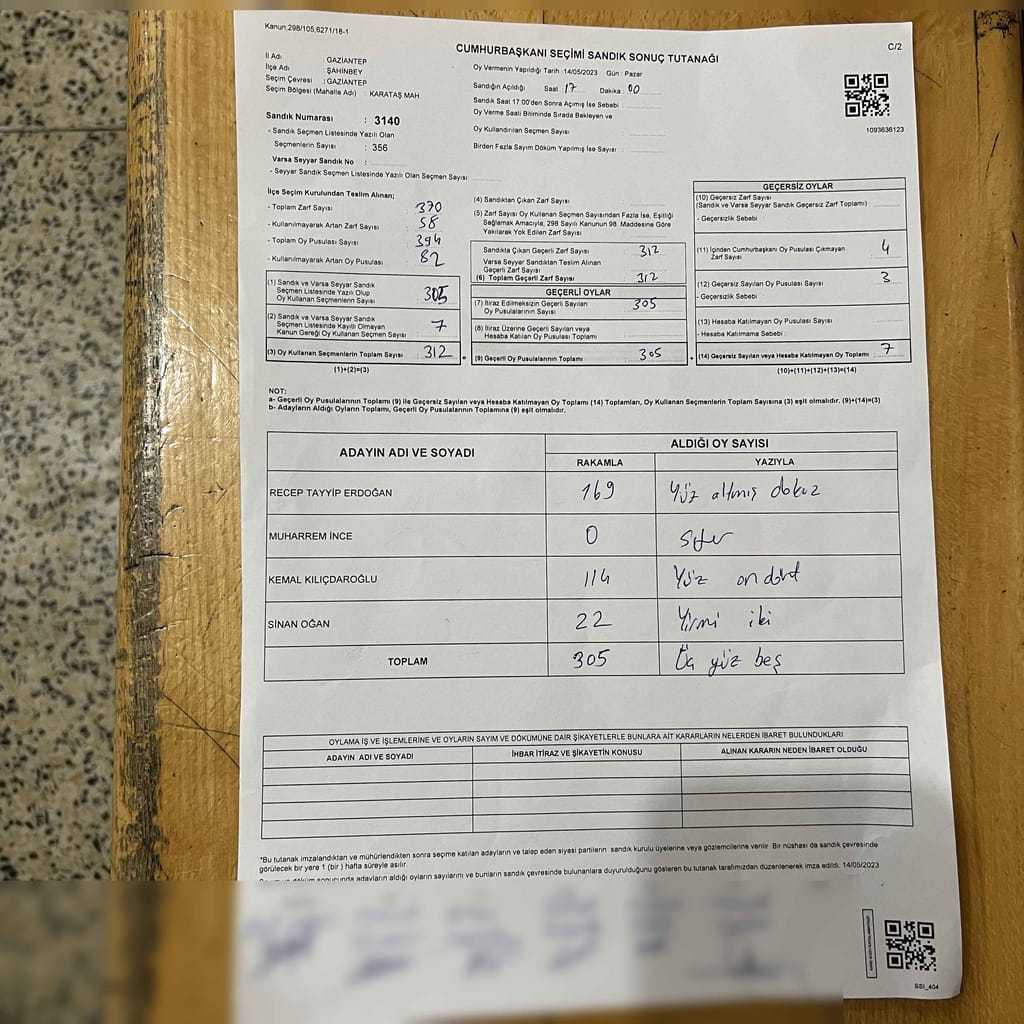 Kanun,298/105,6271/18-1
CUMHURBAŞKANI SEÇİMİ SANDIK SONUÇ TUTANAĞI
C/2
İl Adı : GAZİANTEP
İlçe Adı : ŞAHİNBEY
Seçim Çevresi : GAZİANTEP
Seçim Bölgesi (Mahalle Adı) : KARATAŞ MAH.
Oy Vermenin Yapıldığı Tarih : 14/05/2023 Gün : Pazar
Sandığın Açıldığı Saat : 17 Dakika : 00
Sandık Saat 17:00'den Sonra Açımış İse Sebebi :
Oy Verme Saati Bitiminde Sırada Bekleyen ve
Oy Kullandırılan Seçmen Sayısı :
Birden Fazla Sayım Döküm Yapılmış İse Sayısı :
1093636123
Sandık Numarası : 3140
- Sandık Seçmen Listesinde Yazılı Olan
Seçmenlerin Sayısı : 356
Varsa Seyyar Sandık No :
- Seyyar Sandık Seçmen Listesinde Yazılı Olan Seçmen Sayısı:
İlçe Seçim Kurulundan Teslim Alınan;
- Toplam Zarf Sayısı : 370
- Kullanılmayarak Artan Zarf Sayısı : 58
- Toplam Oy Pusulası Sayısı : 394
- Kullanılmayarak Artan Oy Pusulası : 82
(1) Sandık ve Varsa Seyyar Sandık
Seçmen Listesinde Yazılı Olup
Oy Kullanan Seçmenlerin Sayısı : 305
(2) Sandık ve Varsa Seyyar Sandık
Seçmen Listesinde Kayıtlı Olmayan
Kanun Gereği Oy Kullanan Seçmen Sayısı : 7
(3) Oy Kullanan Seçmenlerin Toplam Sayısı : 312
(1)+(2)=(3)
(4) Sandıktan Çıkan Zarf Sayısı :
(5) Zarf Sayısı Oy Kullanan Seçmen Sayısından Fazla İse, Eşitliği
Sağlamak Amacıyla, 298 Sayılı Kanunun 98. Maddesine Göre
Yakılarak Yok Edilen Zarf Sayısı :
Sandıkta Çıkan Geçerli Zarf Sayısı : 312
Varsa Seyyar Sandıktan Teslim Alınan
Geçerli Zarf Sayısı :
(6) Toplam Geçerli Zarf Sayısı : 312
GEÇERLİ OYLAR
(7) İtiraz Edilmeksizin Geçerli Sayılan
Oy Pusulalarının Sayısı : 305
(8) İtiraz Üzerine Geçerli Sayılan veya
Hesaba Katılan Oy Pusulası Toplamı :
(9) Geçerli Oy Pusulalarının Toplamı : 305
GEÇERSİZ OYLAR
(10) Geçersiz Zarf Sayısı
(Sandık ve Varsa Seyyar Sandık Geçersiz Zarf Toplamı) :
- Geçersizlik Sebebi :
(11) İçinden Cumhurbaşkanı Oy Pusulası Çıkmayan
Zarf Sayısı : 4
(12) Geçersiz Sayılan Oy Pusulası Sayısı : 3
- Geçersizlik Sebebi :
(13) Hesaba Katılmayan Oy Pusulası Sayısı :
- Hesaba Katılmama Sebebi :
(14) Geçersiz Sayılan veya Hesaba Katılmayan Oy Toplamı : 7
(10)+(11)+(12)+(13)=(14)
NOT:
a- Geçerli Oy Pusulalarının Toplamı (9) ile Geçersiz Sayılan veya Hesaba Katılmayan Oy Toplamı (14) Toplamları, Oy Kullanan Seçmenlerin Toplam Sayısına (3) eşit olmalıdır. (9)+(14)=(3)
b- Adayların Aldığı Oyların Toplamı, Geçerli Oy Pusulalarının Toplamına (9) eşit olmalıdır.
ADAYIN ADI VE SOYADI
ALDIĞI OY SAYISI
RAKAMLA YAZIYLA
RECEP TAYYİP ERDOĞAN 169 Yüz altmış dokuz
MUHARREM İNCE 0 Sıfır
KEMAL KILIÇDAROĞLU 114 Yüz on dört
SİNAN OĞAN 22 Yirmi iki
TOPLAM 305 Üç yüz beş
OYLAMA İŞ VE İŞLEMLERİNE VE OYLARIN SAYIM VE DÖKÜMÜNE DAİR ŞİKAYETLERLE BUNLARA AİT KARARLARIN NELERDEN İBARET BULUNDUKLARI
ADAYIN ADI VE SOYADI İHBAR İTİRAZ VE ŞİKAYETİN KONUSU ALINAN KARARIN NEDEN İBARET OLDUĞU
*Bu tutanak imzalandıktan ve mühürlendikten sonra seçime katılan adayların ve talep eden siyasi partilerin sandık kurulu üyelerine veya gözlemcilerine verilir. Bir nüshası da sandık çevresinde
görülecek bir yere 1 (bir) hafta süreyle asılır.
sonucunda adayların aldığı oyların sayılarını ve bunların sandık çevresinde bulunanlara duyurulduğunu gösteren bu tutanak tarafımızdan düzenlenerek imza edildi. 14/05/2023
SSI_404